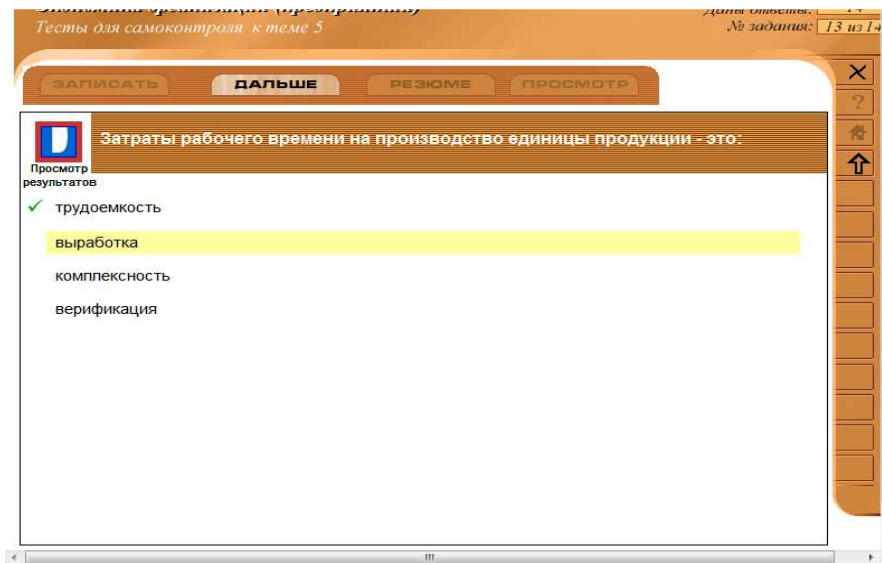 Тесты для самоконтроля к теме 5
№ задания: 13 из 14
ЗАПИСАТЬ ДАЛЬШЕ РЕЗЮМЕ ПРОСМОТР
?
Затраты рабочего времени на производство единицы продукции - это:
Просмотр
результатов
трудоемкость
выработка
комплексность
верификация